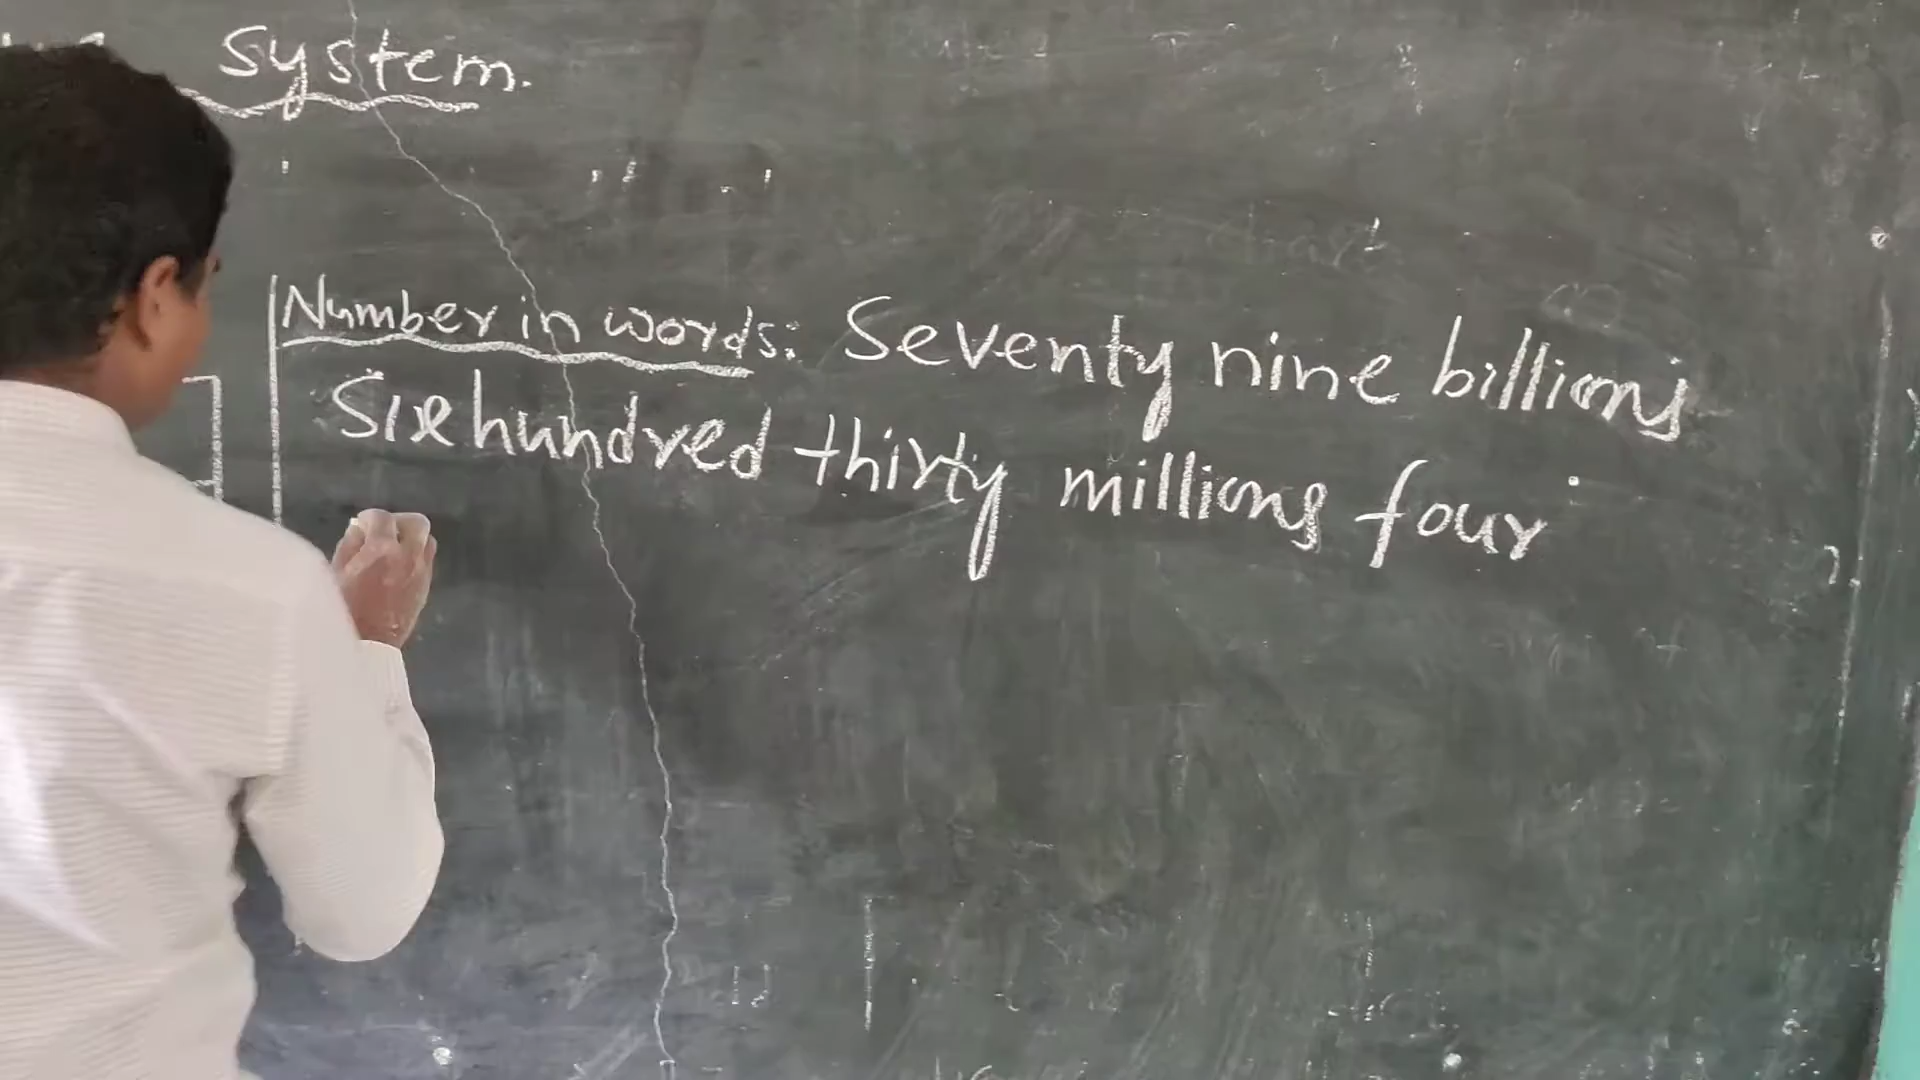 System.
Number in words: Seventy nine billions
Six hundred thirty millions four